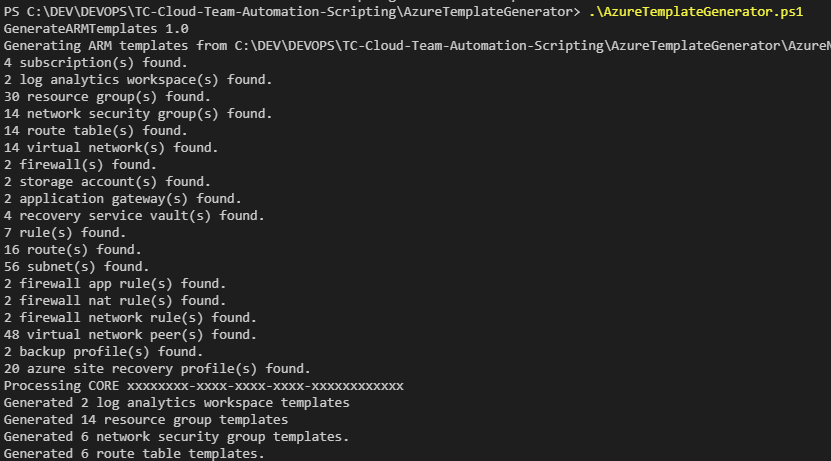 PS C:\DEV\DEVOPS\TC-Cloud-Team-Automation-Scripting\AzureTemplateGenerator> .\AzureTemplateGenerator.ps1
GenerateARMTemplates 1.0
Generating ARM templates from C:\DEV\DEVOPS\TC-Cloud-Team-Automation-Scripting\AzureTemplateGenerator\Azure
4 subscription(s) found.
2 log analytics workspace(s) found.
30 resource group(s) found.
14 network security group(s) found.
14 route table(s) found.
14 virtual network(s) found.
2 firewall(s) found.
2 storage account(s) found.
2 application gateway(s) found.
4 recovery service vault(s) found.
7 rule(s) found.
16 route(s) found.
56 subnet(s) found.
2 firewall app rule(s) found.
2 firewall nat rule(s) found.
2 firewall network rule(s) found.
48 virtual network peer(s) found.
2 backup profile(s) found.
20 azure site recovery profile(s) found.
Processing CORE xxxxxxxx-xxxx-xxxx-xxxx-xxxxxxxxxxxx
Generated 2 log analytics workspace templates
Generated 14 resource group templates
Generated 6 network security group templates.
Generated 6 route table templates.